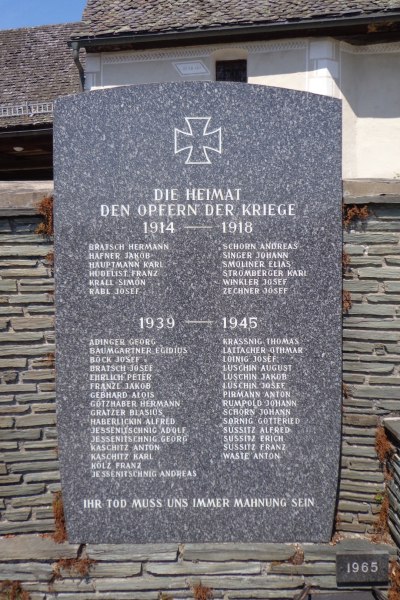 DIE HEIMAT
DEN OPFERN DER KRIEGE
1914 — 1918
BRATSCH HERMANN
HAFNER JAKOB
HAUPTMANN KARL
HUDELIST FRANZ
KRALL SIMON
RABL JOSEF
SCHORN ANDREAS
SINGER JOHANN
SMOLINER ELIAS
STROMBERGER KARL
WINKLER JOSEF
ZECHNER JOSEF
1939 — 1945
ADINGER GEORG
BAUMGARTNER EGIDIUS
BOCK JOSEF
BRATSCH JOSEF
EHRLICH PETER
FRANZL JAKOB
GEBHARD ALOIS
GÖTZHABER HERMANN
GRATZER BLASIUS
HABERLICKIN ALFRED
JESSENITSCHNIG ADOLF
JESSENITSCHNIG GEORG
KASCHITZ ANTON
KASCHITZ KARL
KOLZ FRANZ
JESSENITSCHNIG ANDREAS
KRASSNIG THOMAS
LATTACHER OTHMAR
LOINIG JOSEF
LUSCHIN AUGUST
LUSCHIN JAKOB
LUSCHIN JOSEF
PIRMANN ANTON
RUMPOLD JOHANN
SCHORN JOHANN
SORNIG GOTTFRIED
SUSSITZ ALFRED
SUSSITZ ERICH
SUSSITZ FRANZ
WASTE ANTON
IHR TOD MUSS UNS IMMER MAHNUNG SEIN
1965